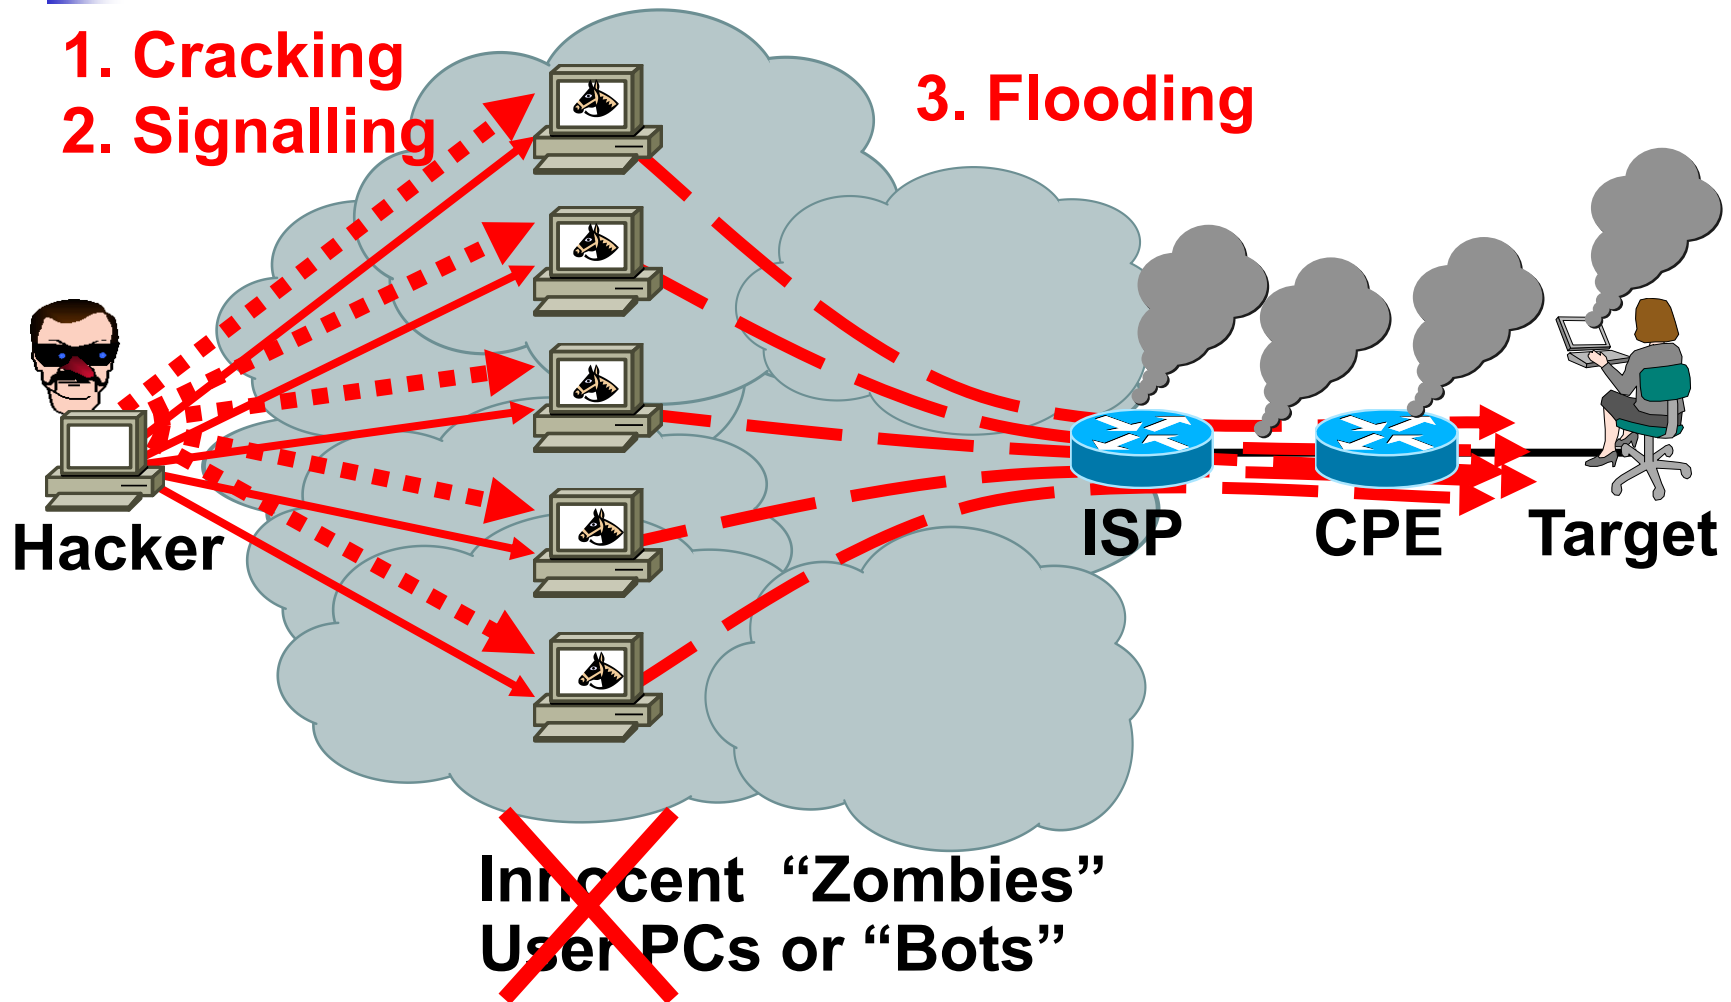 1. Cracking
2. Signalling
3. Flooding
Hacker
ISP
CPE
Target
Innocent “Zombies”
User PCs or “Bots”